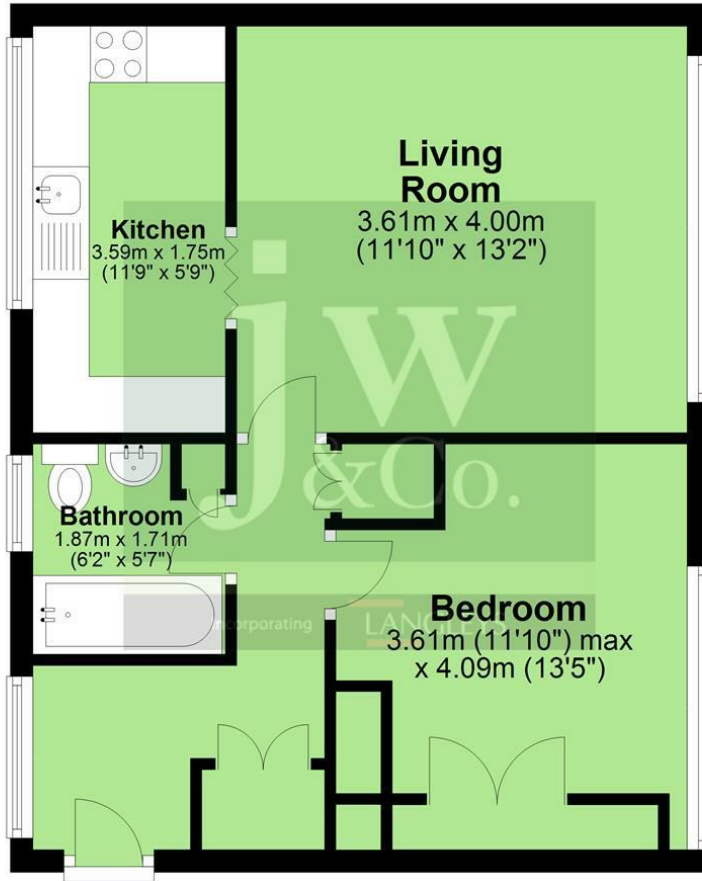 Living
Room
3.61m x 4.00m
(11'10" x 13'2")
Kitchen
3.59m x 1.75m
(11'9" x 5'9")
jw
&Co.
Bathroom
1.87m x 1.71m
(6'2" x 5'7")
incorporating LANGLEYS
Bedroom
3.61m (11'10") max
x 4.09m (13'5")